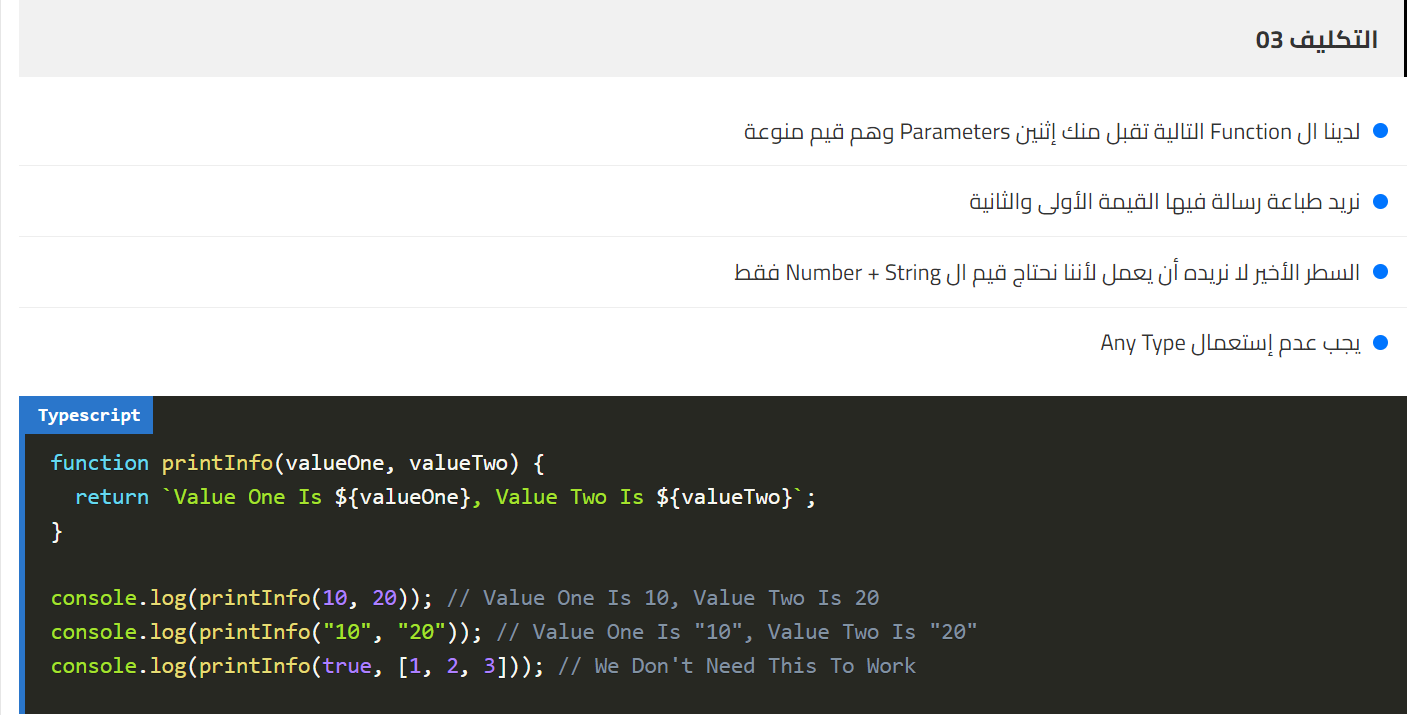 التكليف 03
لدينا ال Function التالية تقبل منك إثنين Parameters وهم قيم منوعة
نريد طباعة رسالة فيها القيمة الأولى والثانية
السطر الأخير لا نريده أن يعمل لأننا نحتاج قيم ال Number + String فقط
يجب عدم إستعمال Any Type
Typescript
function printInfo(valueOne, valueTwo) {
  return `Value One Is ${valueOne}, Value Two Is ${valueTwo}`;
}
console.log(printInfo(10, 20)); // Value One Is 10, Value Two Is 20
console.log(printInfo("10", "20")); // Value One Is "10", Value Two Is "20"
console.log(printInfo(true, [1, 2, 3])); // We Don't Need This To Work